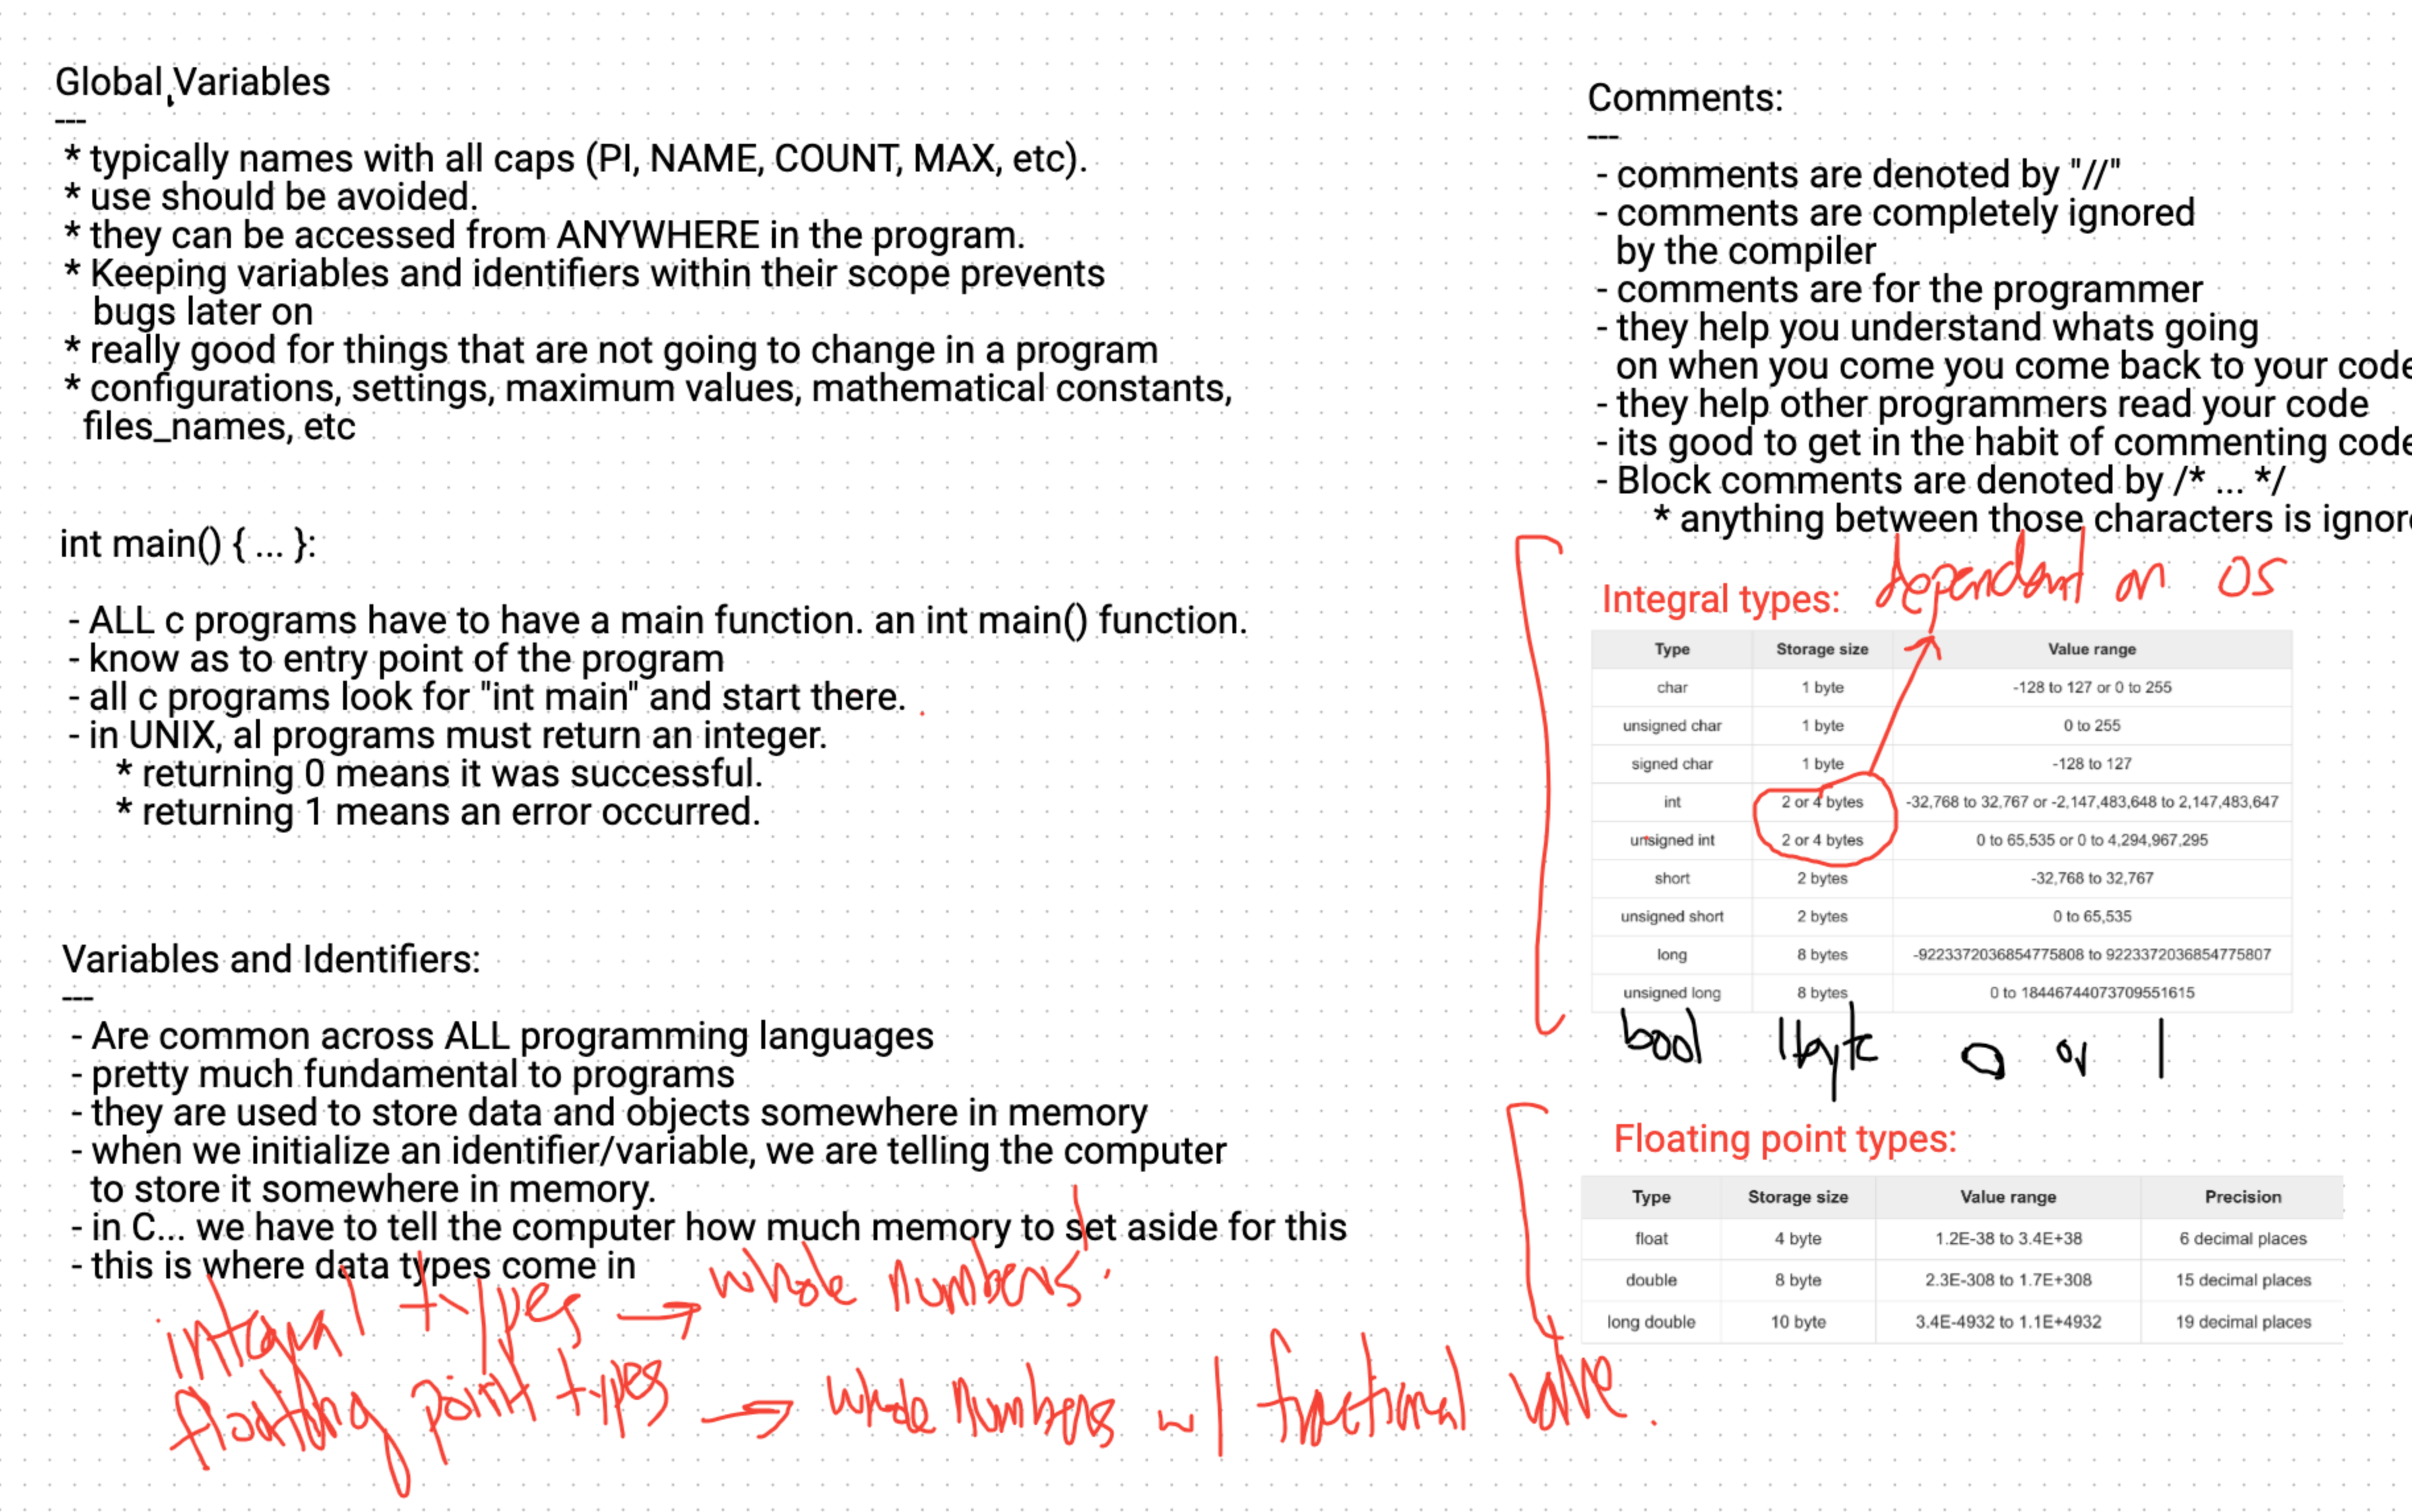 Global Variables
---
* typically names with all caps (PI, NAME, COUNT, MAX, etc).
* use should be avoided.
* they can be accessed from ANYWHERE in the program.
* Keeping variables and identifiers within their scope prevents
bugs later on
* really good for things that are not going to change in a program
* configurations, settings, maximum values, mathematical constants,
files_names, etc
int main() { ... }:
- ALL c programs have to have a main function. an int main() function.
- know as to entry point of the program
- all c programs look for "int main" and start there.
- in UNIX, al programs must return an integer.
* returning 0 means it was successful.
* returning 1 means an error occurred.
Variables and Identifiers:
---
- Are common across ALL programming languages
- pretty much fundamental to programs
- they are used to store data and objects somewhere in memory
- when we initialize an identifier/variable, we are telling the computer
to store it somewhere in memory.
- in C... we have to tell the computer how much memory to set aside for this
- this is where data types come in
integral types → whole numbers.
floating point types → whole numbers w/ fractional value.
Comments:
---
- comments are denoted by "//"
- comments are completely ignored
by the compiler
- comments are for the programmer
- they help you understand whats going
on when you come you come back to your code
- they help other programmers read your code
- its good to get in the habit of commenting code
- Block comments are denoted by /* ... */
* anything between those characters is ignor
Integral types: dependant on OS
Type Storage size Value range
char 1 byte -128 to 127 or 0 to 255
unsigned char 1 byte 0 to 255
signed char 1 byte -128 to 127
int 2 or 4 bytes -32,768 to 32,767 or -2,147,483,648 to 2,147,483,647
unsigned int 2 or 4 bytes 0 to 65,535 or 0 to 4,294,967,295
short 2 bytes -32,768 to 32,767
unsigned short 2 bytes 0 to 65,535
long 8 bytes -9223372036854775808 to 9223372036854775807
unsigned long 8 bytes 0 to 18446744073709551615
bool 1byte 0 or 1
Floating point types:
Type Storage size Value range Precision
float 4 byte 1.2E-38 to 3.4E+38 6 decimal places
double 8 byte 2.3E-308 to 1.7E+308 15 decimal places
long double 10 byte 3.4E-4932 to 1.1E+4932 19 decimal places